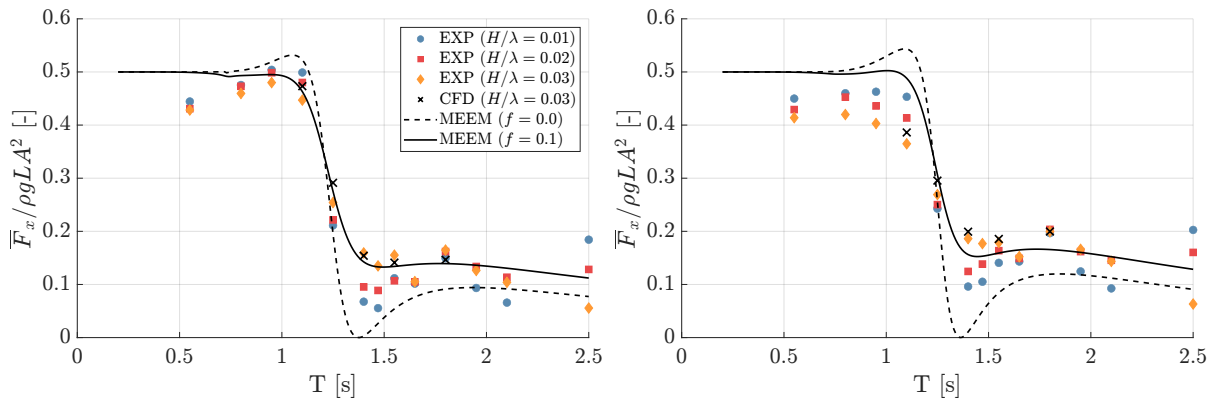 0.6
0.5
0.4
0.3
0.2
0.1
0
F̅ₓ/ρgLA² [-]
EXP (H/λ = 0.01)
EXP (H/λ = 0.02)
EXP (H/λ = 0.03)
CFD (H/λ = 0.03)
MEEM (f = 0.0)
MEEM (f = 0.1)
0 0.5 1 1.5 2 2.5
T [s]
0.6
0.5
0.4
0.3
0.2
0.1
0
F̅ₓ/ρgLA² [-]
0 0.5 1 1.5 2 2.5
T [s]